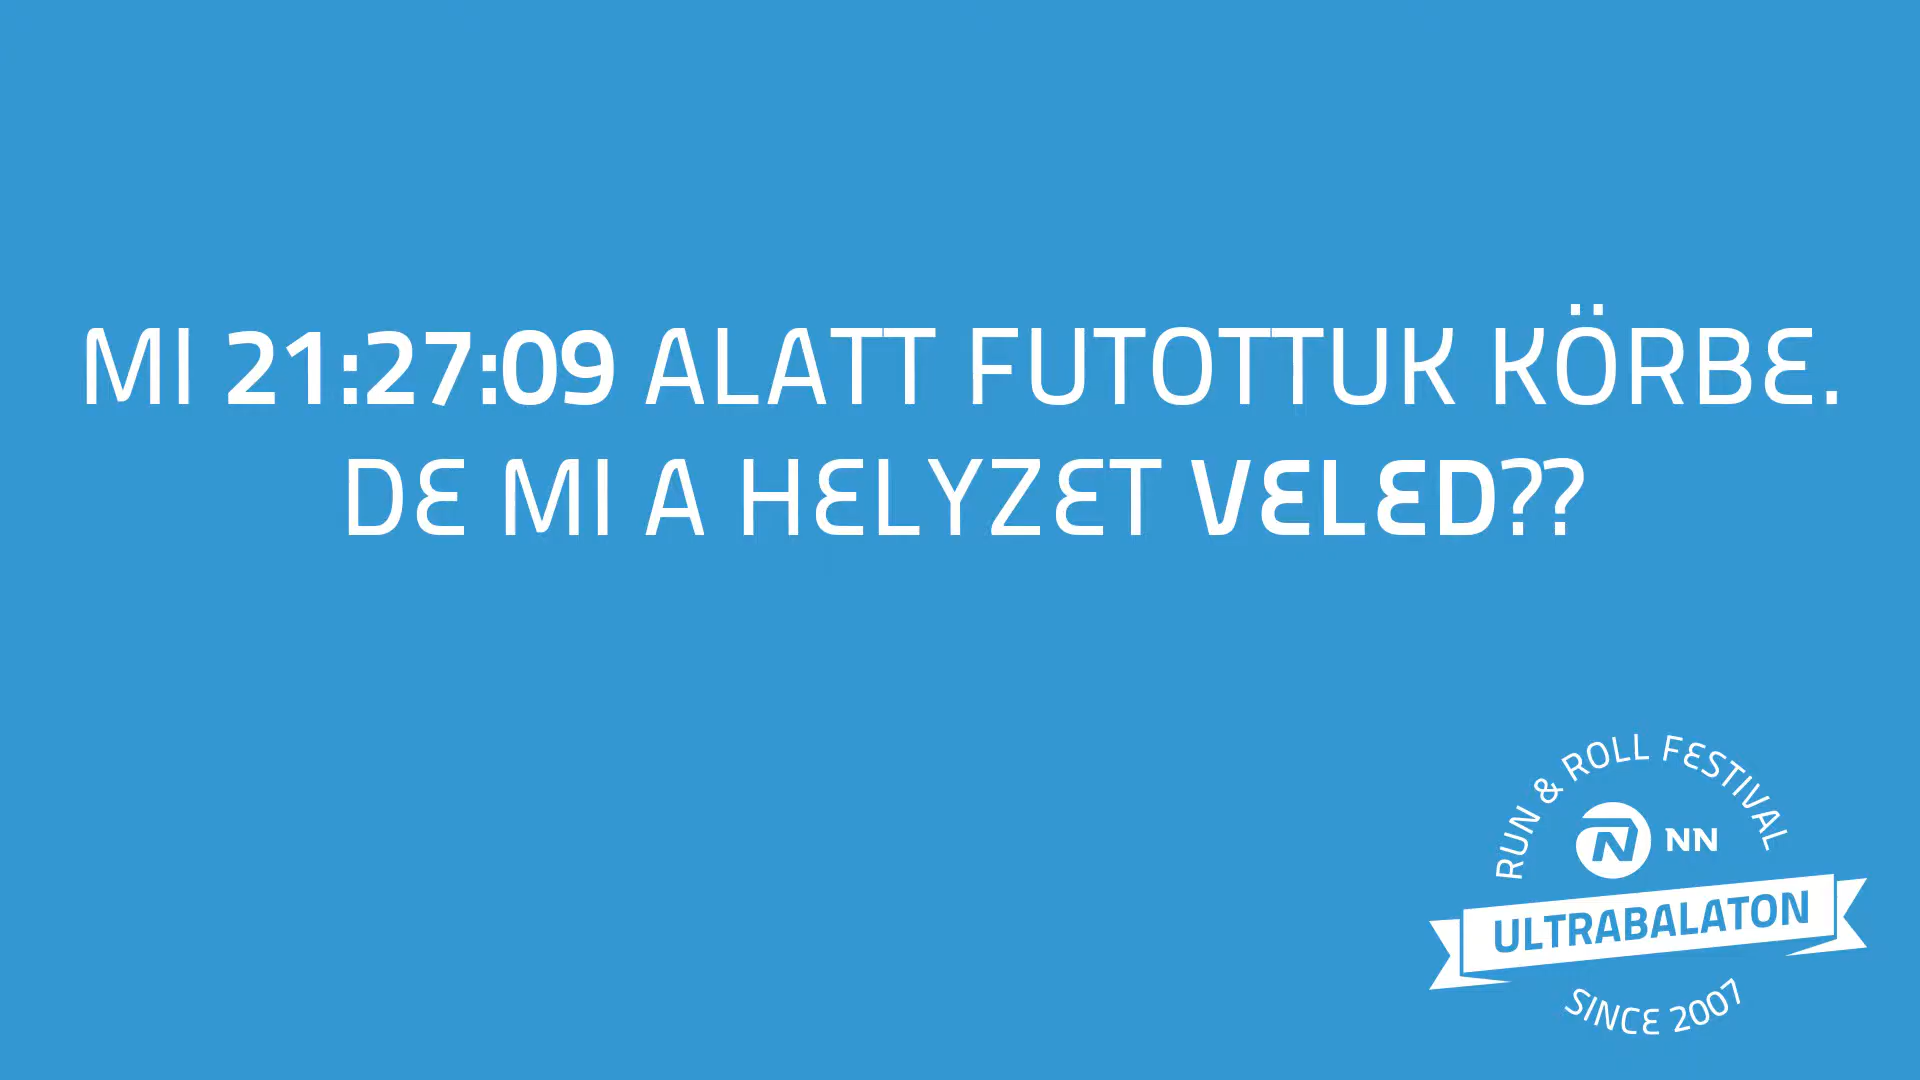 MI 21:27:09 ALATT FUTOTTUK KÖRBE.
DE MI A HELYZET VELED??
RUN & ROLL FESTIVAL
NN
ULTRABALATON
SINCE 2007